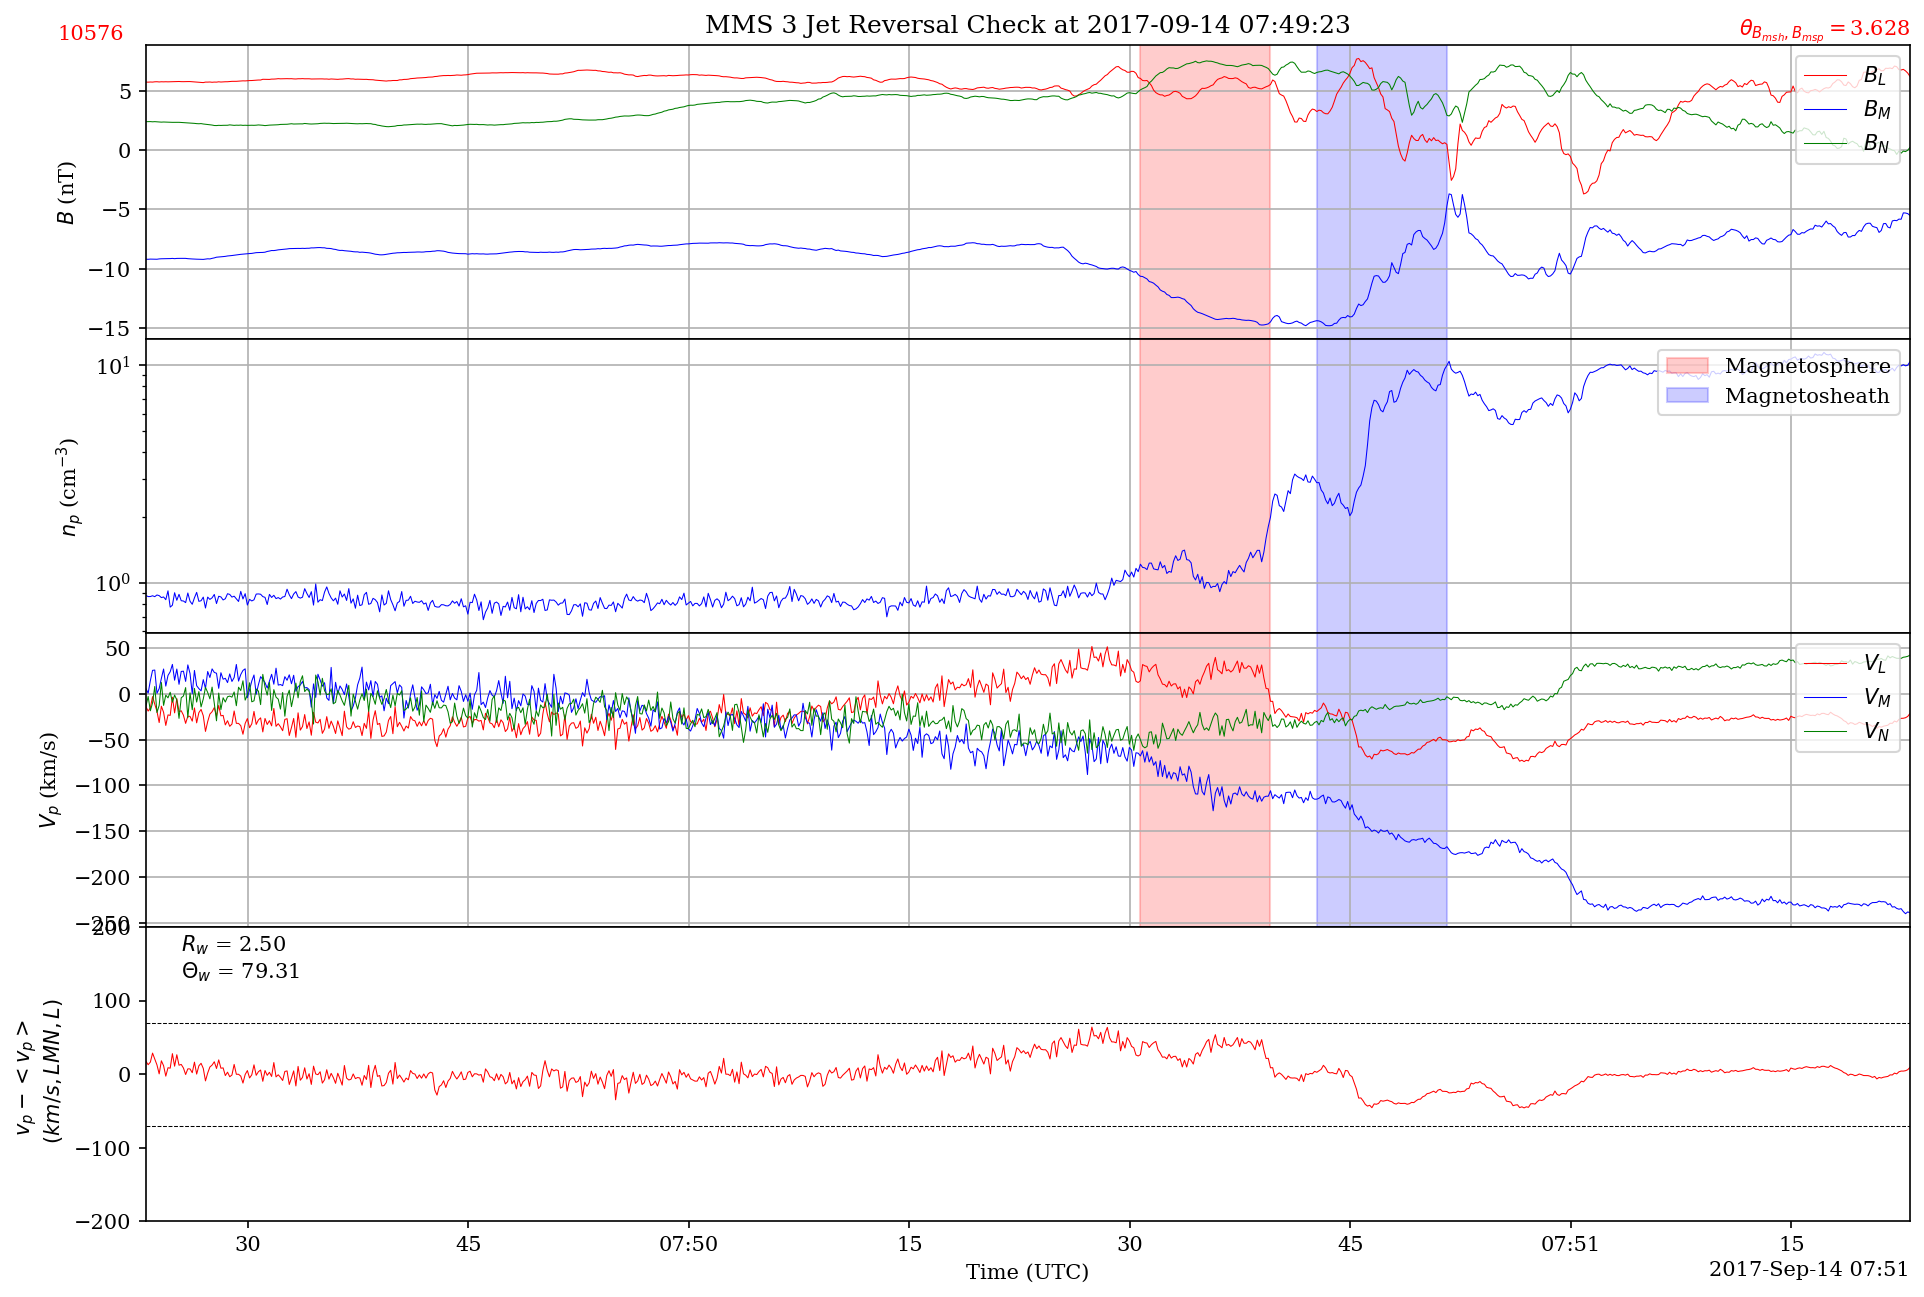 10576
MMS 3 Jet Reversal Check at 2017-09-14 07:49:23
θ_{B_{msh}, B_{msp}} = 3.628
B (nT)
5
0
−5
−10
−15
B_L
B_M
B_N
n_p (cm^{−3})
10^1
10^0
Magnetosphere
Magnetosheath
V_p (km/s)
50
0
−50
−100
−150
−200
−250
V_L
V_M
V_N
v_p − < v_p >
(km/s, LMN, L)
200
100
0
−100
−200
R_w = 2.50
Θ_w = 79.31
30 45 07:50 15 30 45 07:51 15
Time (UTC)
2017-Sep-14 07:51